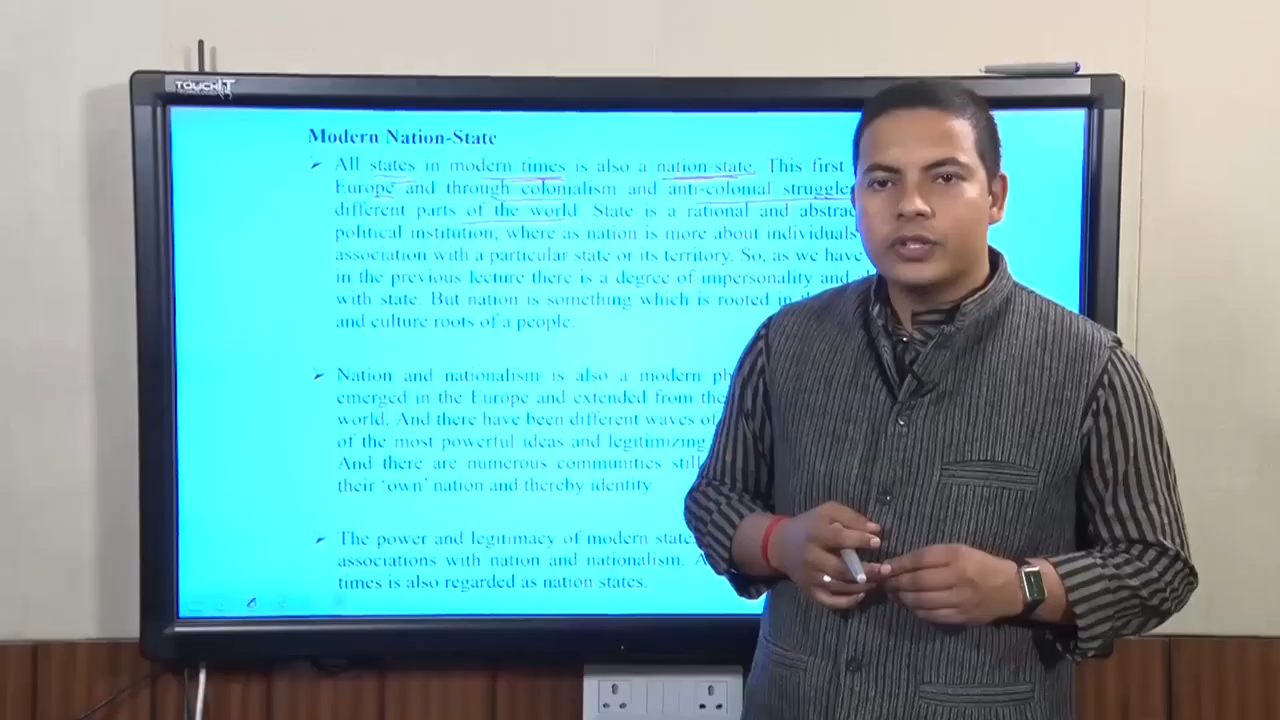 TOUCHIT
TECHNOLOGIES
Modern Nation-State
All states in modern times is also a nation-state. This first
Europe and through colonialism and anti-colonial struggles
different parts of the world. State is a rational and abstrac
political institution, where as nation is more about individuals
association with a particular state or its territory. So, as we have
in the previous lecture there is a degree of impersonality and
with state. But nation is something which is rooted in
and culture roots of a people.
Nation and nationalism is also a modern ph
emerged in the Europe and extended from the
world. And there have been different waves of
of the most powerful ideas and legitimizing
And there are numerous communities still
their ‘own’ nation and thereby identity.
The power and legitimacy of modern states
associations with nation and nationalism. A
times is also regarded as nation states.